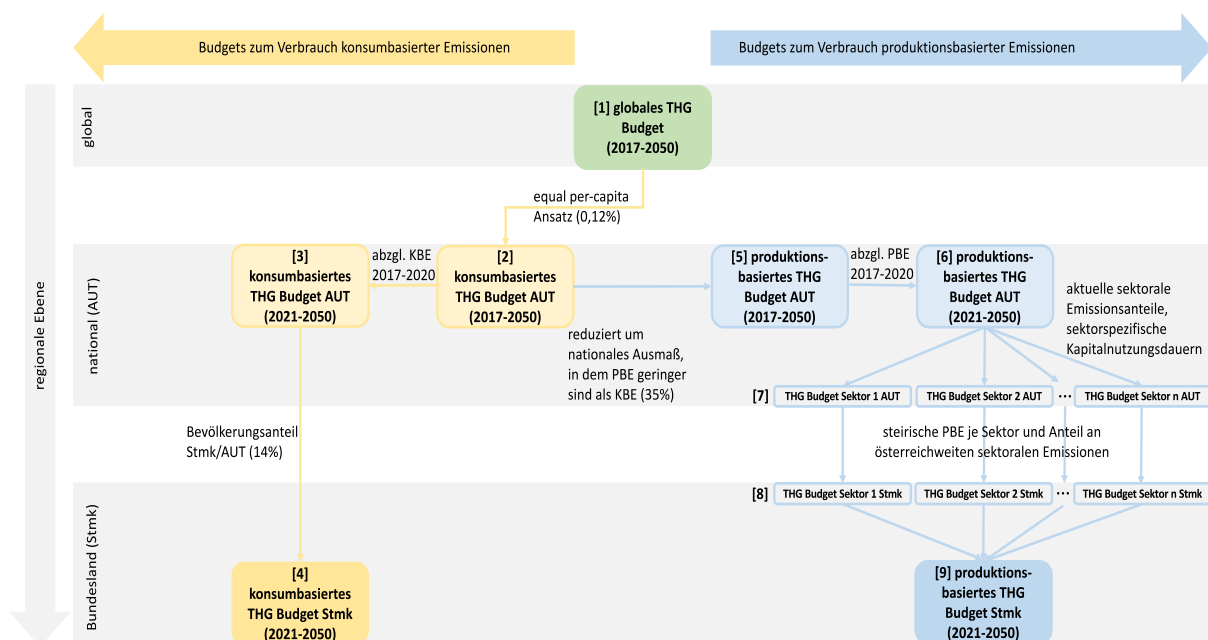 Budgets zum Verbrauch konsumbasierter Emissionen
Budgets zum Verbrauch produktionsbasierter Emissionen
regionale Ebene
global
[1] globales THG
Budget
(2017-2050)
equal per-capita
Ansatz (0,12%)
national (AUT)
[3]
konsumbasiertes
THG Budget AUT
(2021-2050)
abzgl. KBE
2017-2020
[2]
konsumbasiertes
THG Budget AUT
(2017-2050)
reduziert um
nationales Ausmaß,
in dem PBE geringer
sind als KBE (35%)
[5] produktions-
basiertes THG
Budget AUT
(2017-2050)
abzgl. PBE
2017-2020
[6] produktions-
basiertes THG
Budget AUT
(2021-2050)
aktuelle sektorale
Emissionsanteile,
sektorspezifische
Kapitalnutzungsdauern
[7]
THG Budget Sektor 1 AUT
THG Budget Sektor 2 AUT
...
THG Budget Sektor n AUT
Bevölkerungsanteil
Stmk/AUT (14%)
steirische PBE je Sektor und Anteil an
österreichweiten sektoralen Emissionen
Bundesland (Stmk)
[8]
THG Budget Sektor 1 Stmk
THG Budget Sektor 2 Stmk
...
THG Budget Sektor n Stmk
[4]
konsumbasiertes
THG Budget Stmk
(2021-2050)
[9] produktions-
basiertes THG
Budget Stmk
(2021-2050)